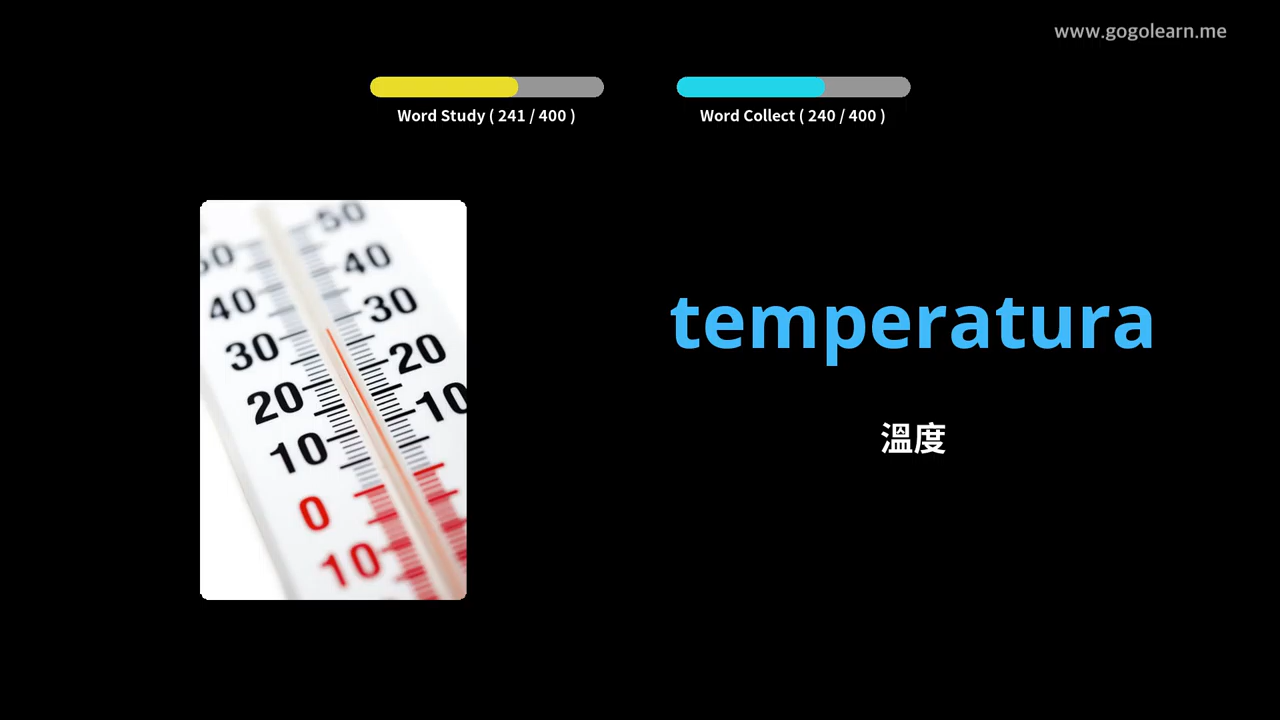 www.gogolearn.me
Word Study ( 241 / 400 )
Word Collect ( 240 / 400 )
50
40
30
20
10
0
10
50
40
30
20
10
temperatura
溫度